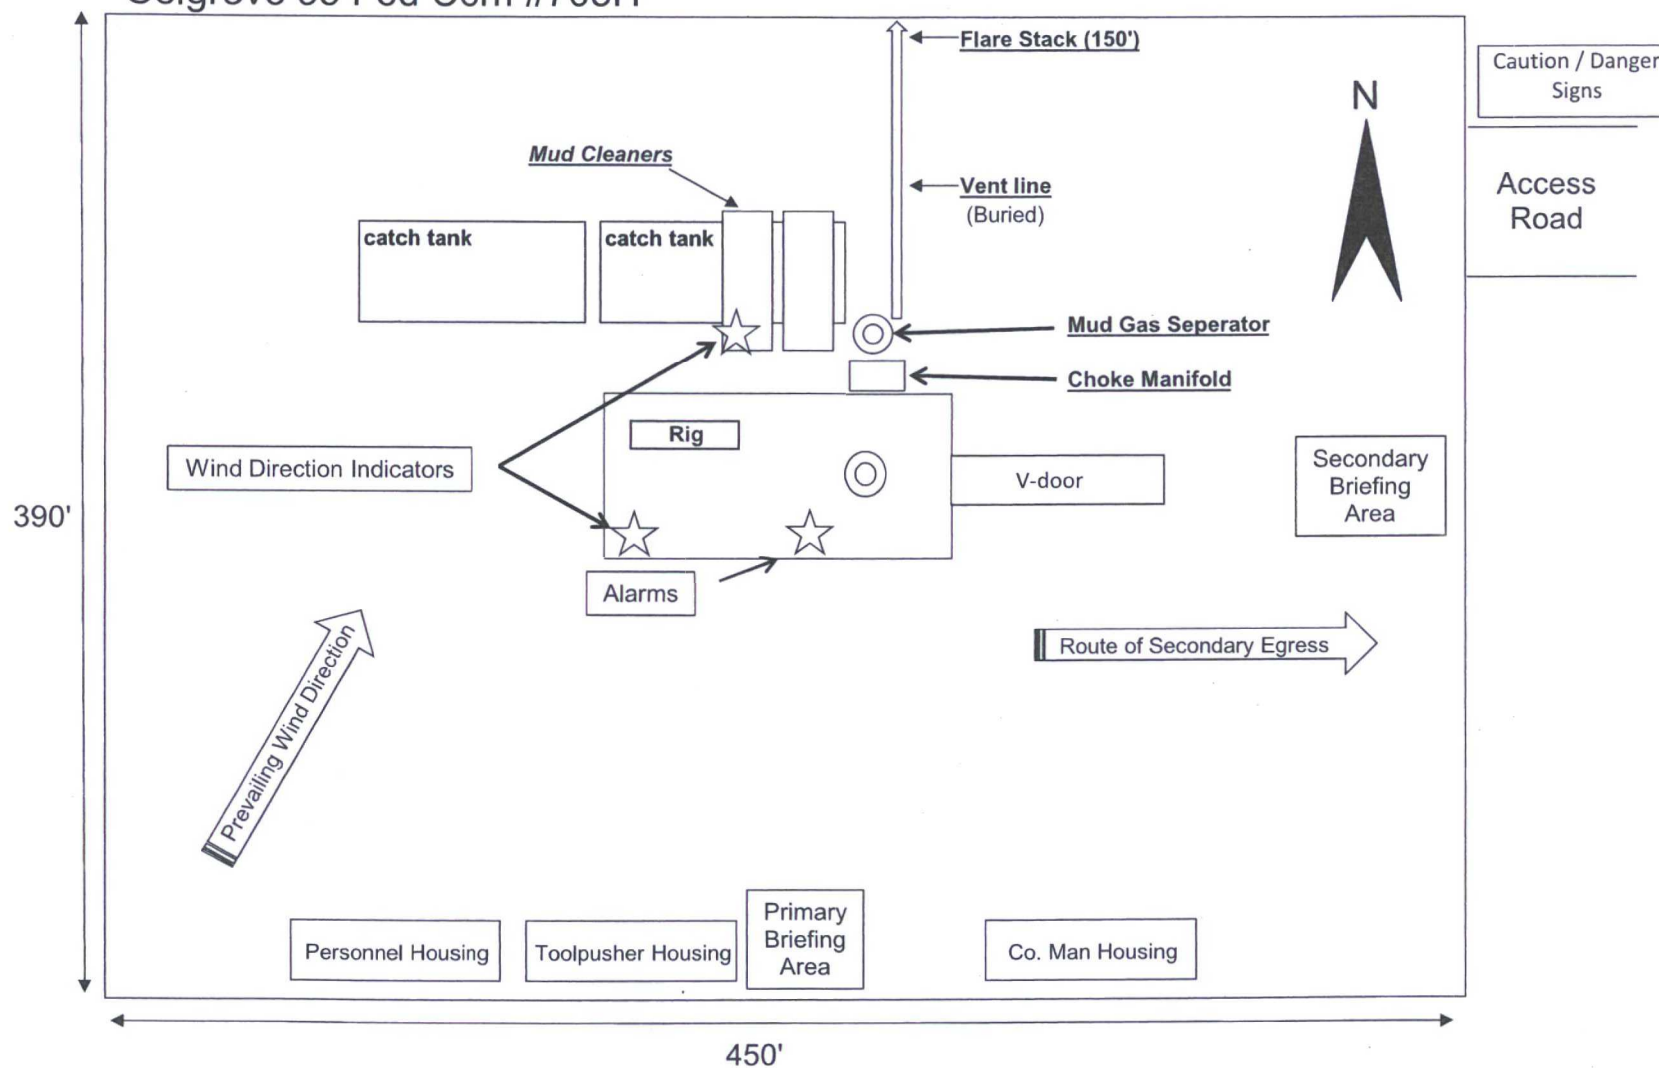 Flare Stack (150')
Caution / Danger
Signs
N
Mud Cleaners
Vent line
(Buried)
Access
Road
catch tank
catch tank
Mud Gas Seperator
Choke Manifold
Rig
Wind Direction Indicators
V-door
Secondary
Briefing
Area
390'
Alarms
Prevailing Wind Direction
Route of Secondary Egress
Primary
Briefing
Area
Personnel Housing
Toolpusher Housing
Co. Man Housing
450'